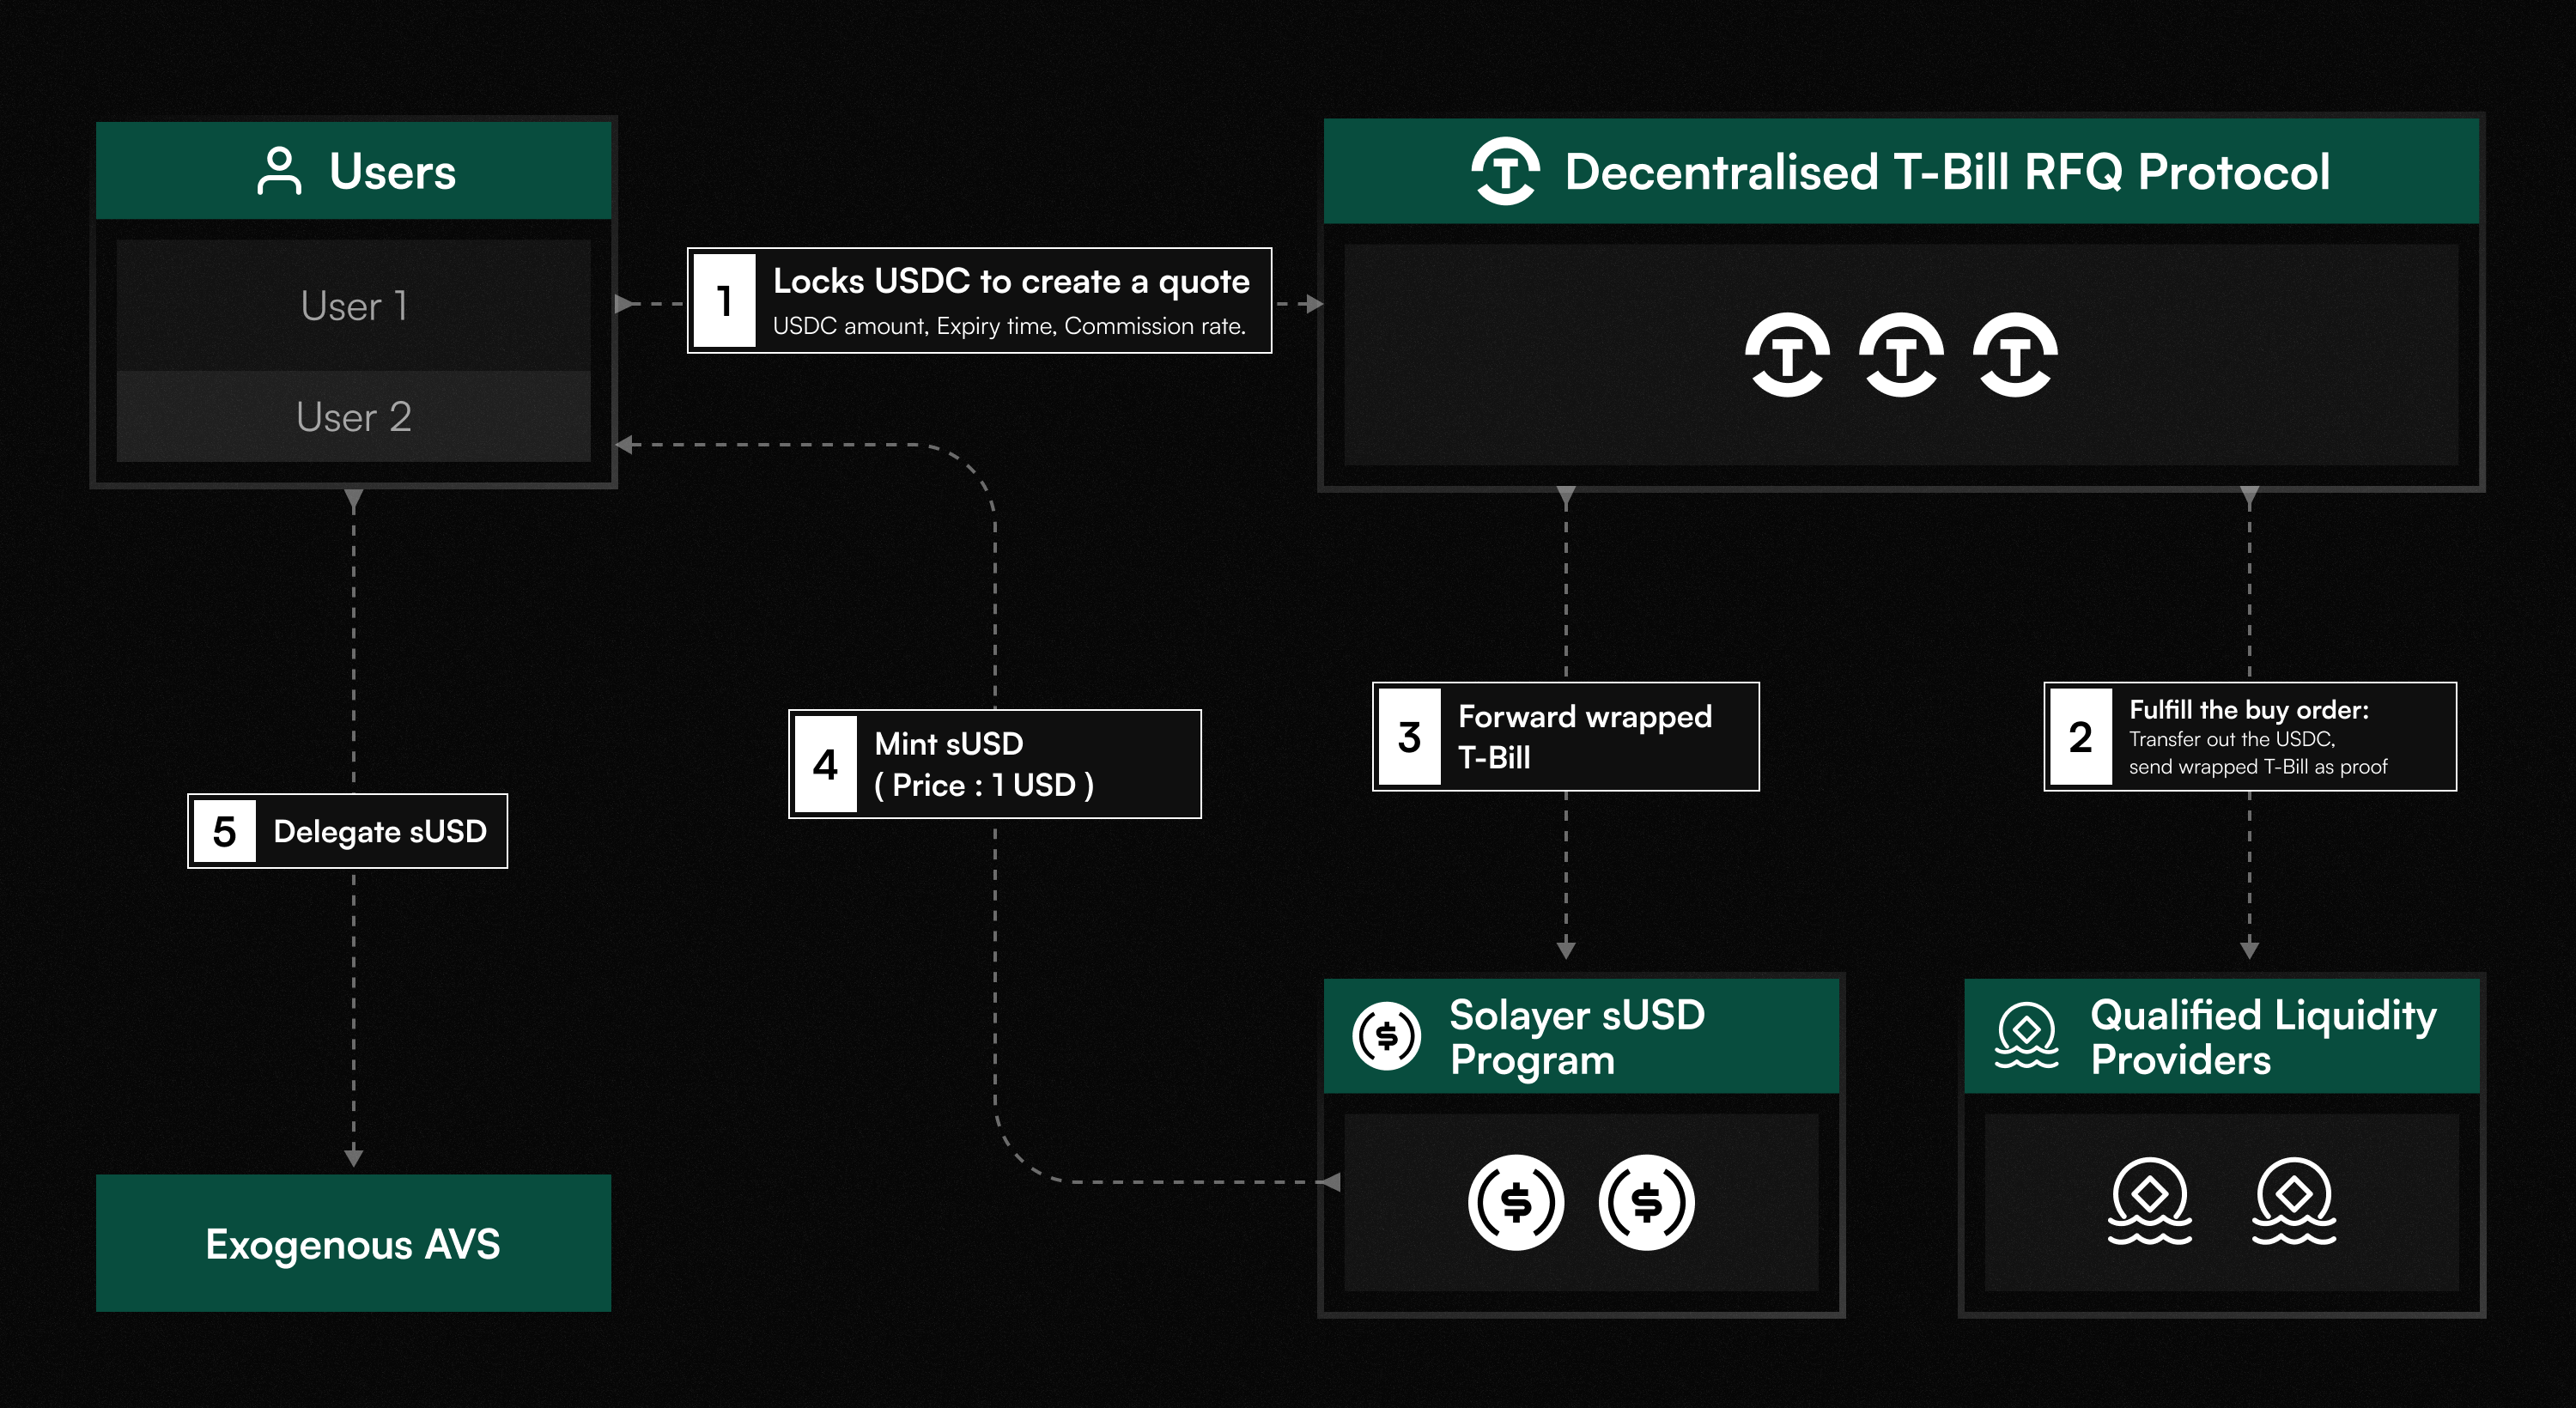 Users
User 1
User 2
1
Locks USDC to create a quote
USDC amount, Expiry time, Commission rate.
T Decentralised T-Bill RFQ Protocol
T T T
5
Delegate sUSD
4
Mint sUSD
( Price : 1 USD )
3
Forward wrapped
T-Bill
2
Fulfill the buy order:
Transfer out the USDC,
send wrapped T-Bill as proof
Exogenous AVS
$
Solayer sUSD
Program
$ $
Qualified Liquidity
Providers